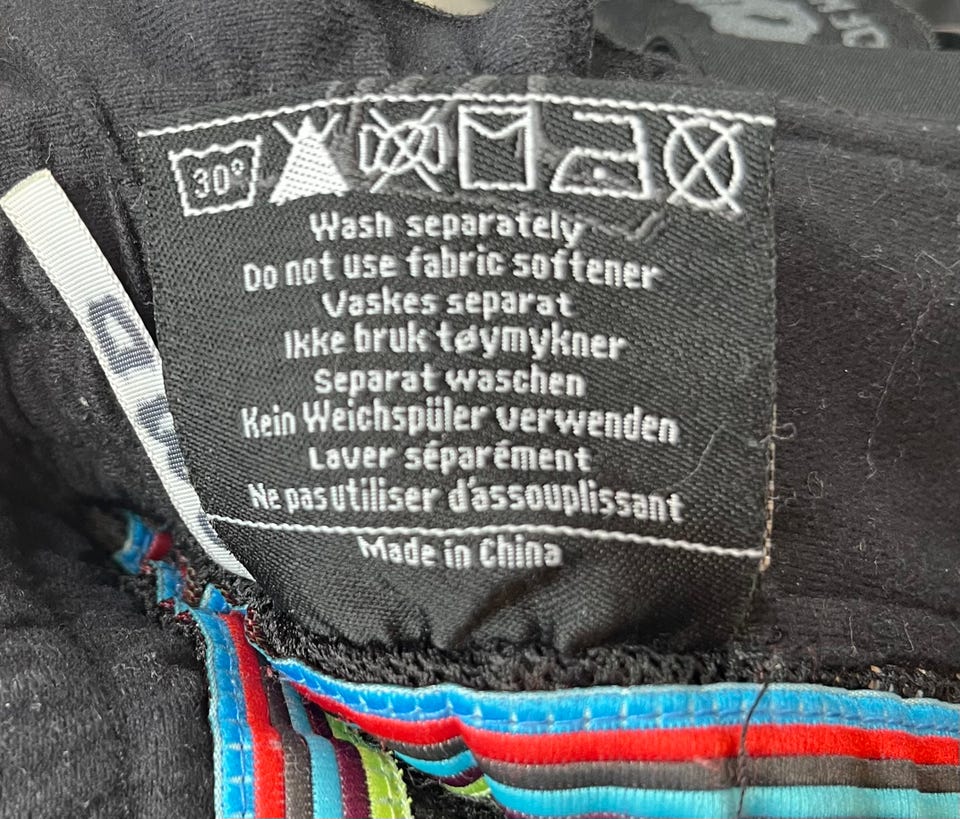 30°
Wash separately
Do not use fabric softener
Vaskes separat
Ikke bruk tøymykner
Separat waschen
Kein Weichspüler verwenden
Laver séparément
Ne pas utiliser d'assouplissant
Made in China